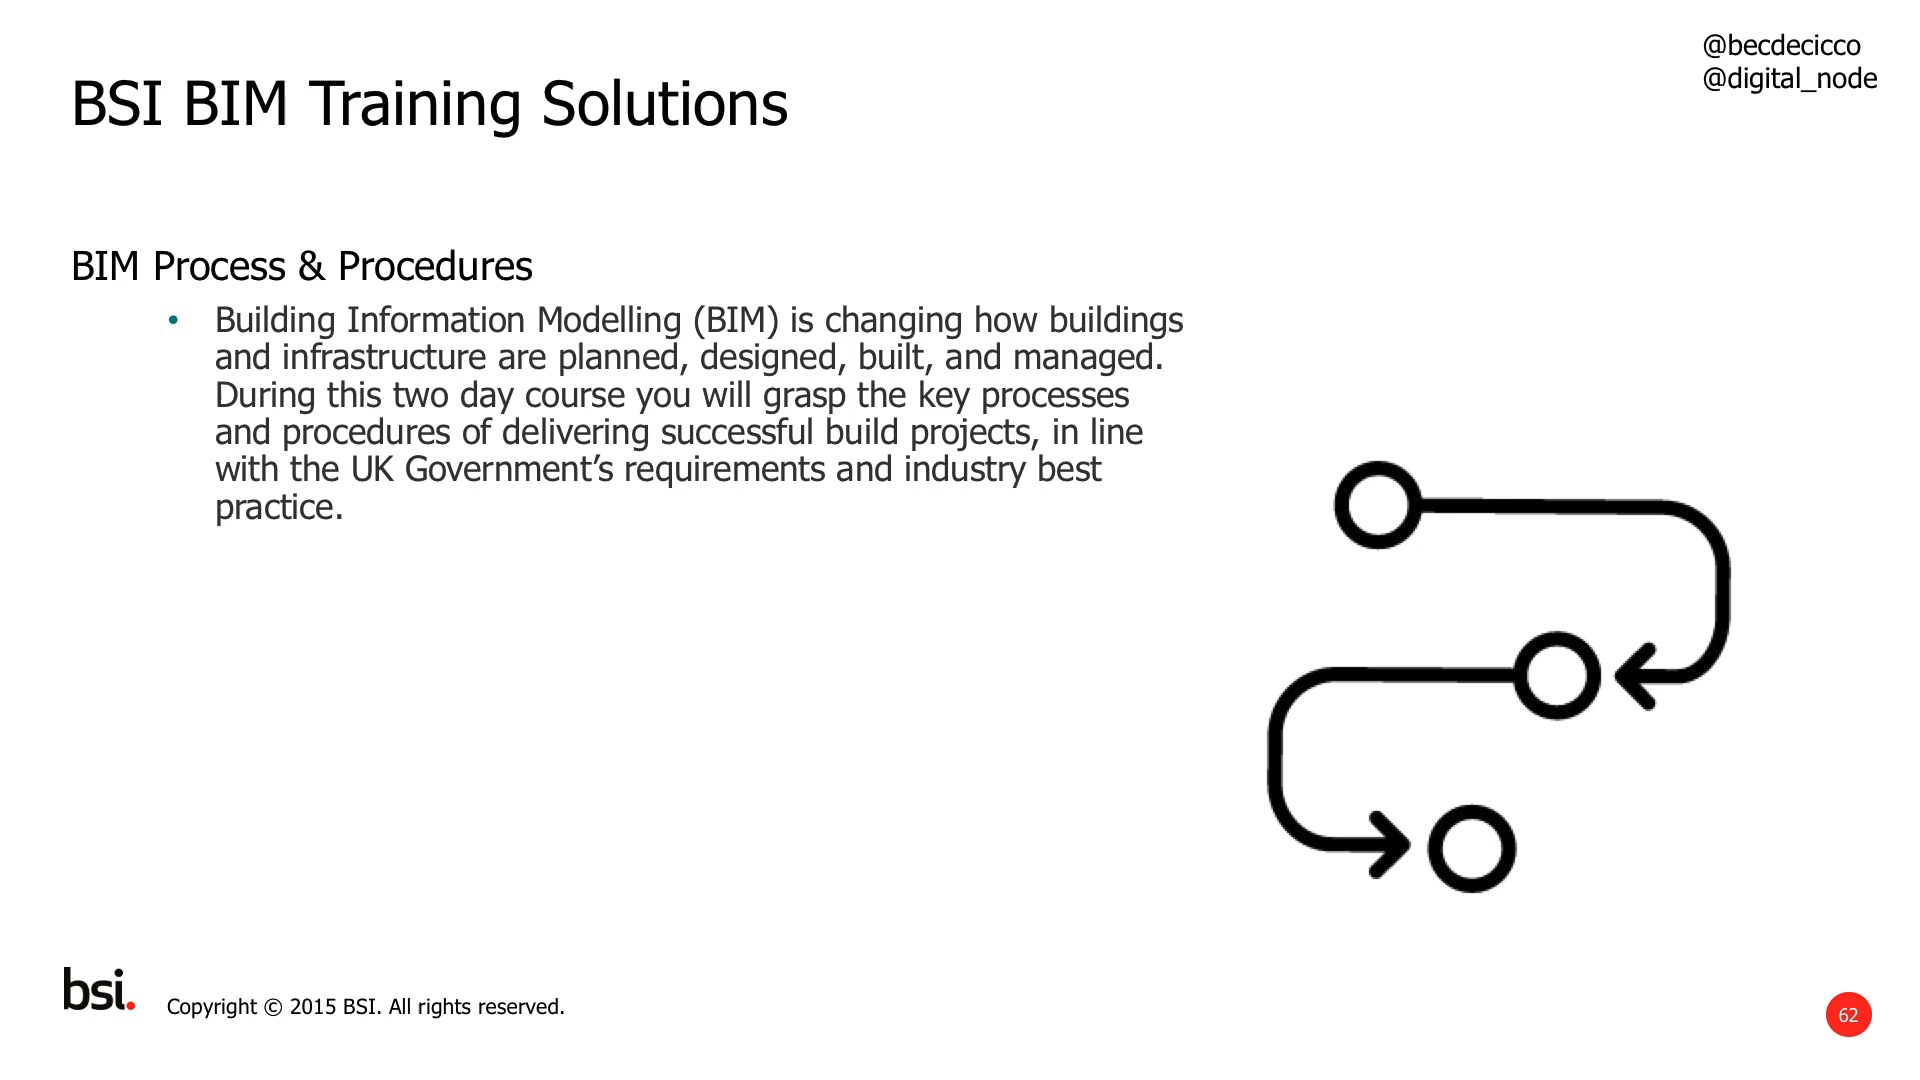 @becdecicco
@digital_node
BSI BIM Training Solutions
BIM Process & Procedures
• Building Information Modelling (BIM) is changing how buildings
and infrastructure are planned, designed, built, and managed.
During this two day course you will grasp the key processes
and procedures of delivering successful build projects, in line
with the UK Government’s requirements and industry best
practice.
bsi.
Copyright © 2015 BSI. All rights reserved.
62